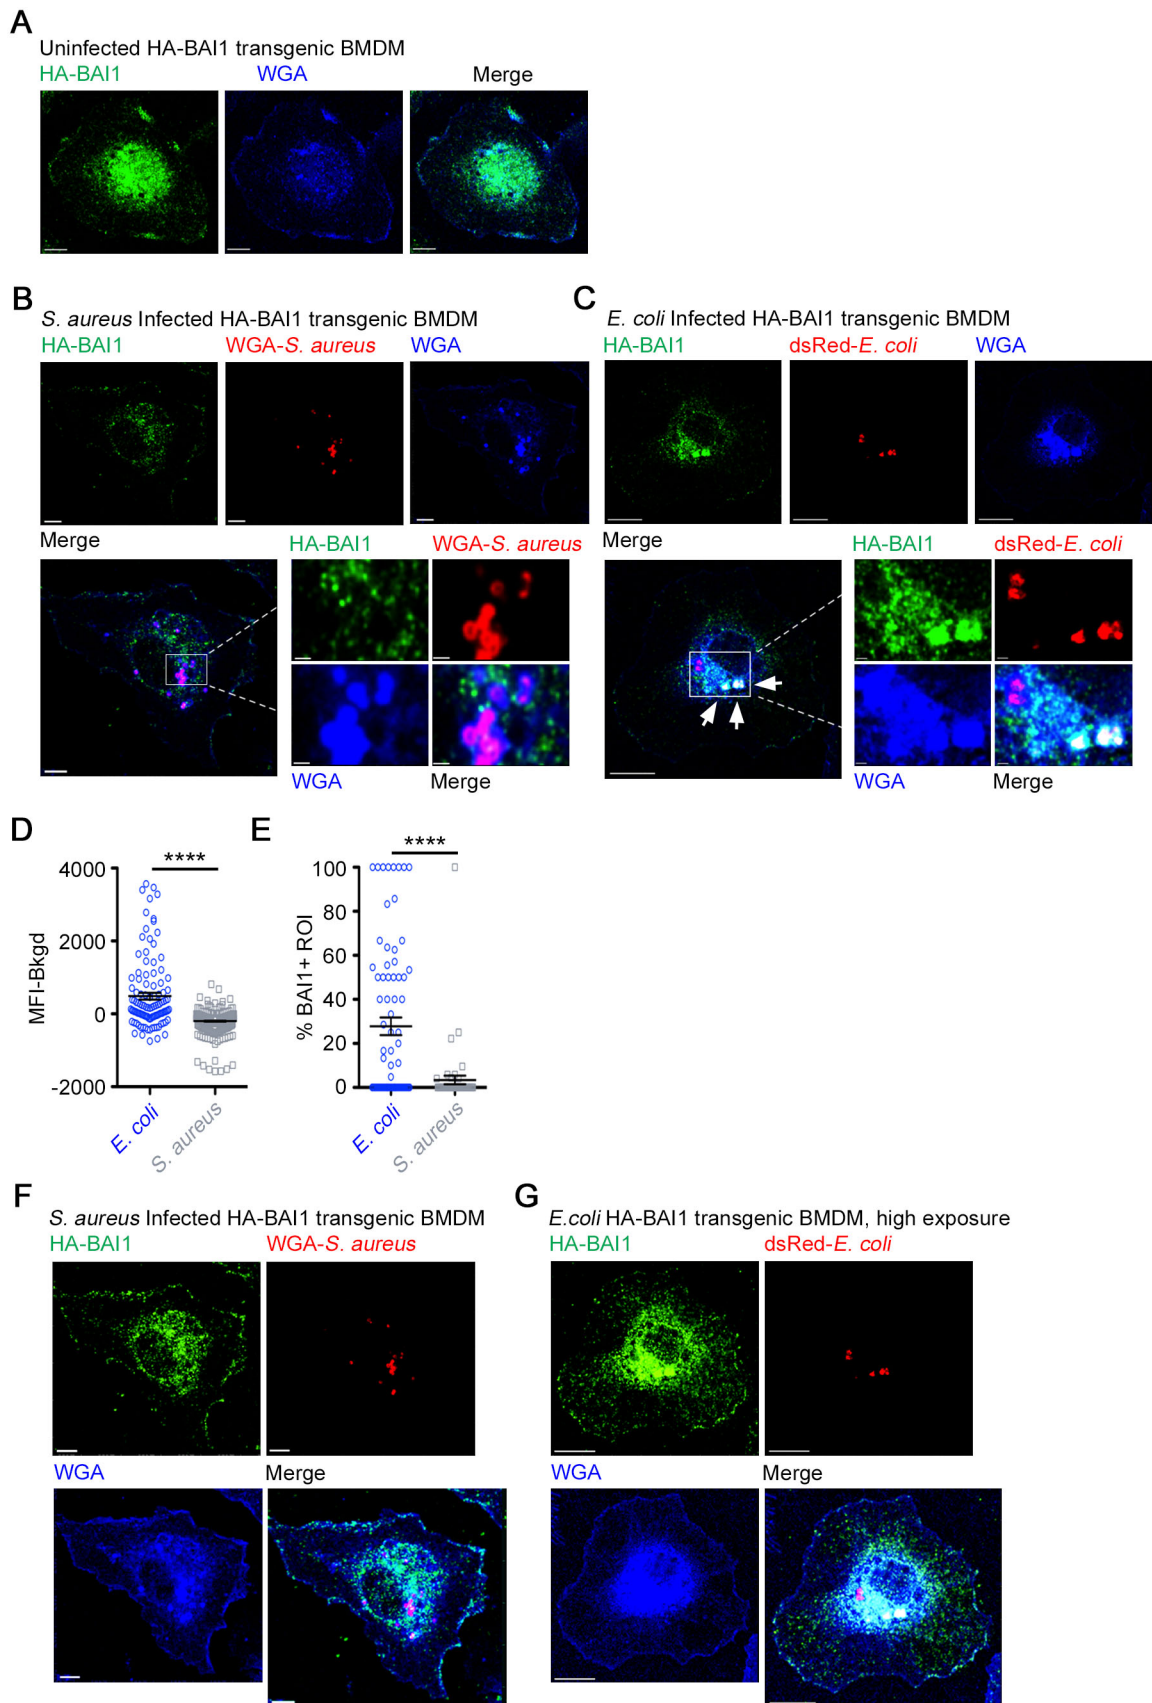 A
Uninfected HA-BAI1 transgenic BMDM
HA-BAI1 WGA Merge
B
S. aureus Infected HA-BAI1 transgenic BMDM
HA-BAI1 WGA-S. aureus WGA
Merge
HA-BAI1 WGA-S. aureus
WGA Merge
C
E. coli Infected HA-BAI1 transgenic BMDM
HA-BAI1 dsRed-E. coli WGA
Merge
HA-BAI1 dsRed-E. coli
WGA Merge
D
****
MFI-Bkgd
4000
2000
0
-2000
E. coli
S. aureus
E
****
% BAI1+ ROI
100
80
60
40
20
0
E. coli
S. aureus
F
S. aureus Infected HA-BAI1 transgenic BMDM
HA-BAI1 WGA-S. aureus
WGA Merge
G
E.coli HA-BAI1 transgenic BMDM, high exposure
HA-BAI1 dsRed-E. coli
WGA Merge